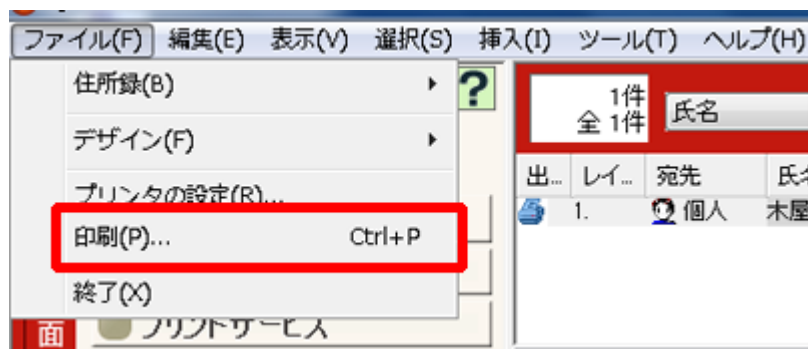 ファイル(F) 編集(E) 表示(V) 選択(S) 挿入(I) ツール(T) ヘルプ(H)
住所録(B)
デザイン(F)
プリンタの設定(R)...
印刷(P)... Ctrl+P
終了(X)
?
1件
全 1件
氏名
出... レイ... 宛先 氏名
1. 個人 木屋
面
プリントサービス